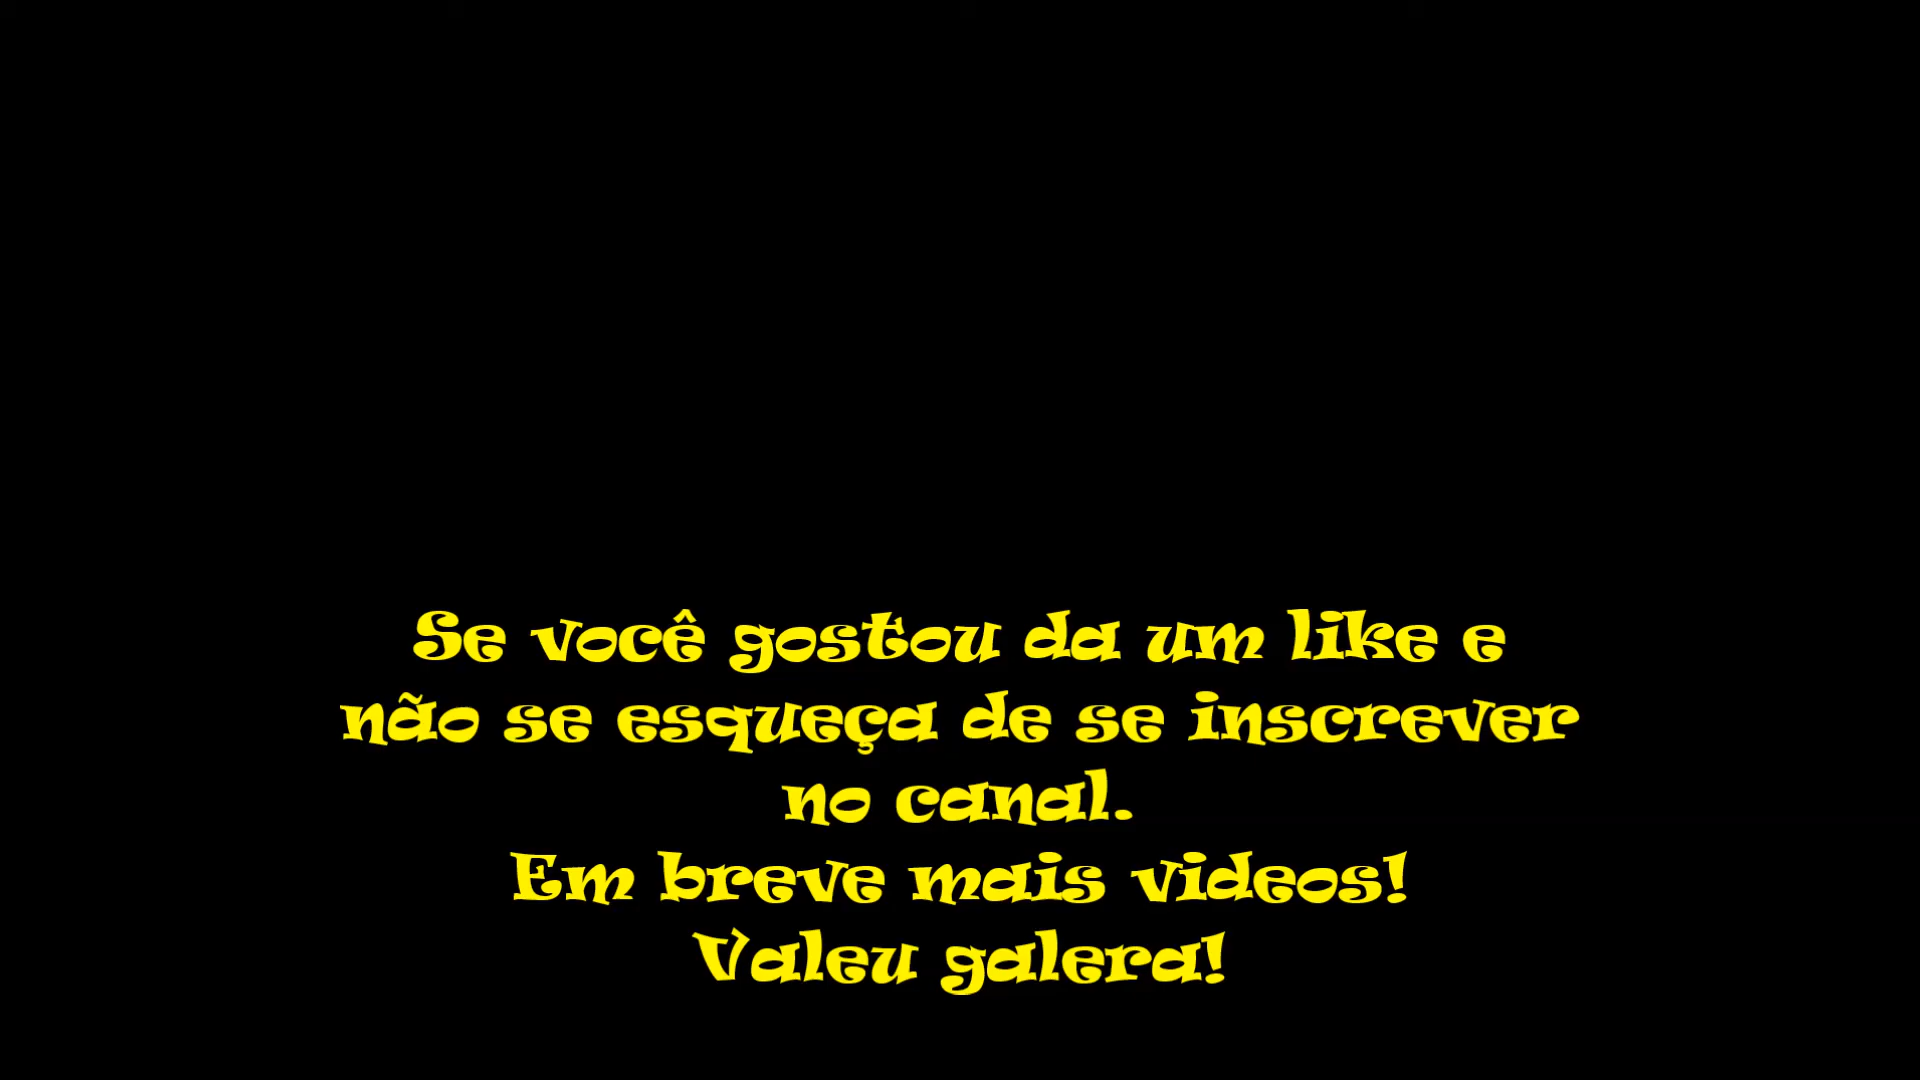 Se você gostou da um like e
não se esqueça de se inscrever
no canal.
Em breve mais videos!
Valeu galera!